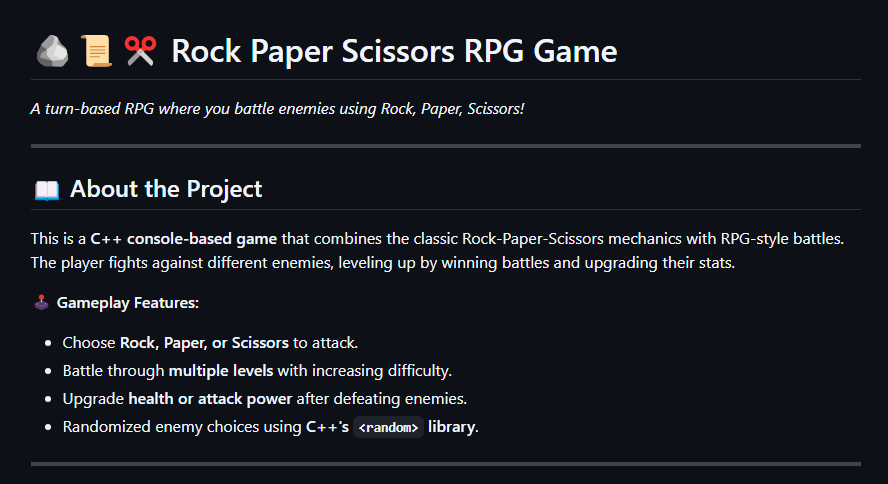 Rock Paper Scissors RPG Game
A turn-based RPG where you battle enemies using Rock, Paper, Scissors!
About the Project
This is a C++ console-based game that combines the classic Rock-Paper-Scissors mechanics with RPG-style battles.
The player fights against different enemies, leveling up by winning battles and upgrading their stats.
Gameplay Features:
Choose Rock, Paper, or Scissors to attack.
Battle through multiple levels with increasing difficulty.
Upgrade health or attack power after defeating enemies.
Randomized enemy choices using C++'s <random> library.